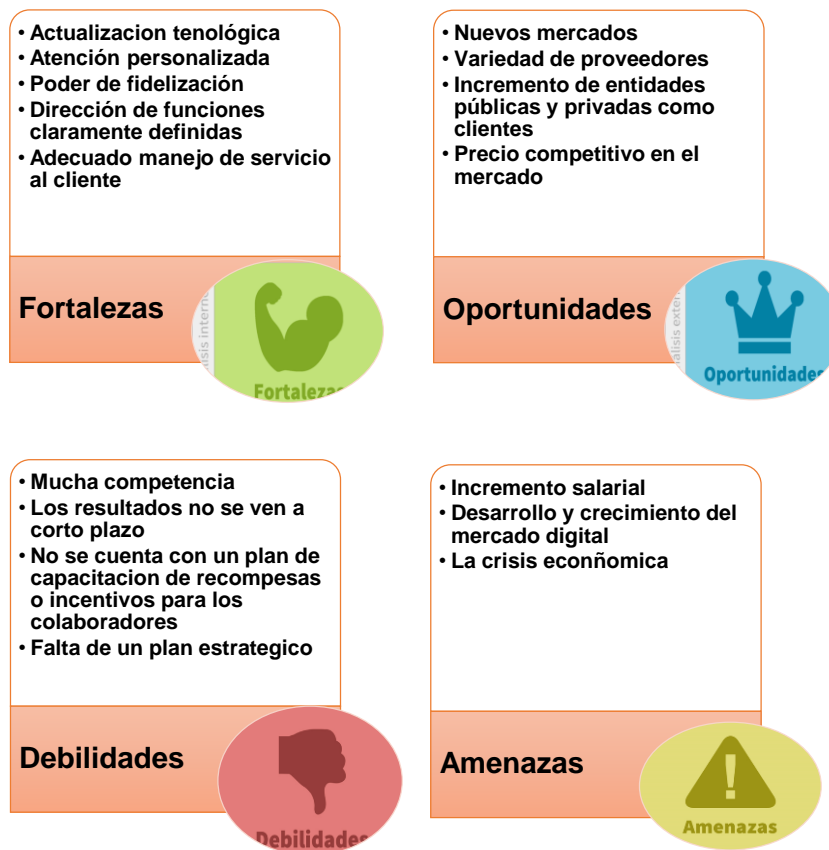 • Actualizacion tenológica
• Atención personalizada
• Poder de fidelización
• Dirección de funciones
claramente definidas
• Adecuado manejo de servicio
al cliente
Fortalezas
Fortalezas
• Nuevos mercados
• Variedad de proveedores
• Incremento de entidades
públicas y privadas como
clientes
• Precio competitivo en el
mercado
Oportunidades
Oportunidades
• Mucha competencia
• Los resultados no se ven a
corto plazo
• No se cuenta con un plan de
capacitacion de recompesas
o incentivos para los
colaboradores
• Falta de un plan estrategico
Debilidades
Debilidades
• Incremento salarial
• Desarrollo y crecimiento del
mercado digital
• La crisis econñomica
Amenazas
Amenazas